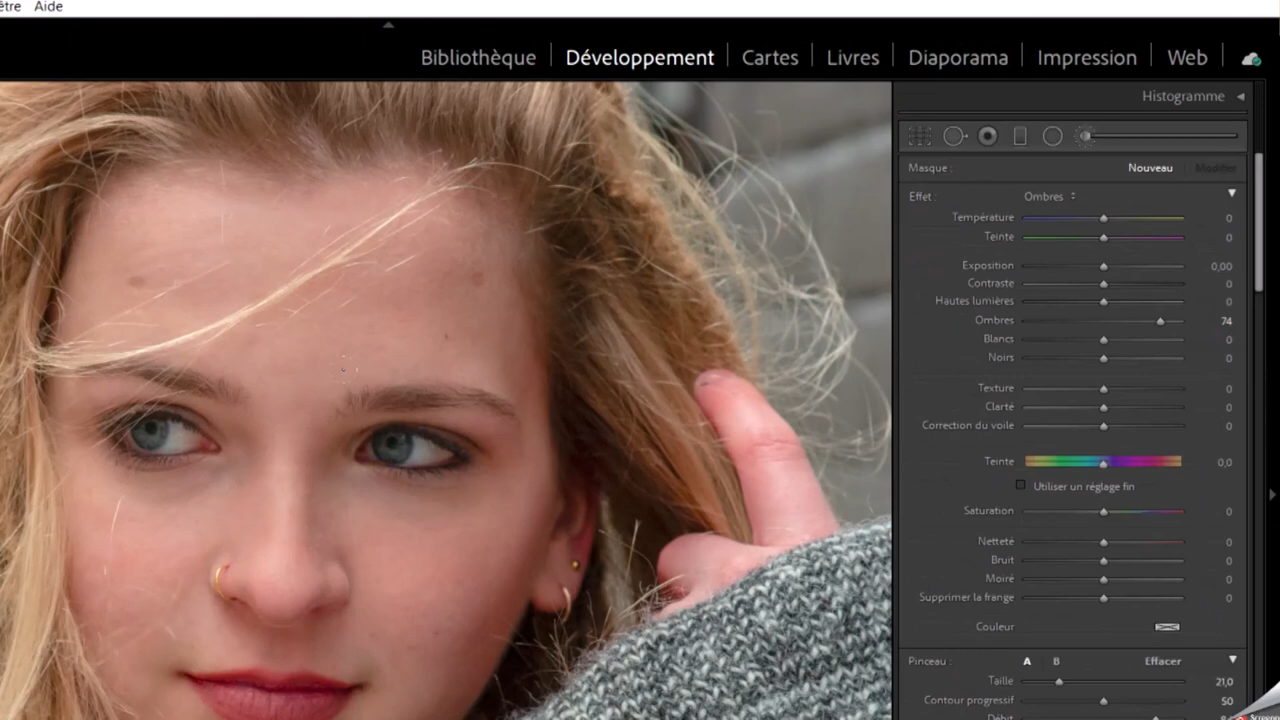 être Aide
Bibliothèque Développement Cartes Livres Diaporama Impression Web
Histogramme
Masque : Nouveau Modifier
Effet : Ombres
Température 0
Teinte 0
Exposition 0,00
Contraste 0
Hautes lumières 0
Ombres 74
Blancs 0
Noirs 0
Texture 0
Clarté 0
Correction du voile 0
Teinte 0,0
Utiliser un réglage fin
Saturation 0
Netteté 0
Bruit 0
Moiré 0
Supprimer la frange 0
Couleur
Pinceau : A B Effacer
Taille 21,0
Contour progressif 50
Débit